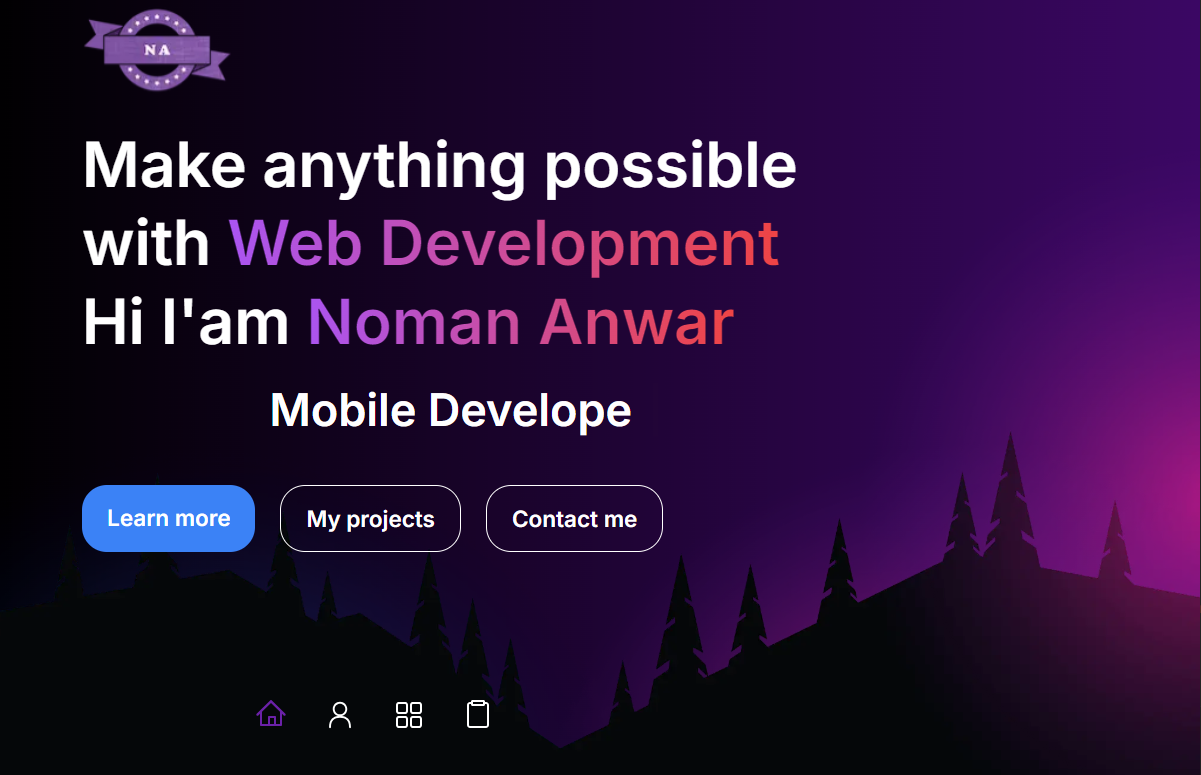 NA
Make anything possible
with Web Development
Hi I'am Noman Anwar
Mobile Develope
Learn more
My projects
Contact me